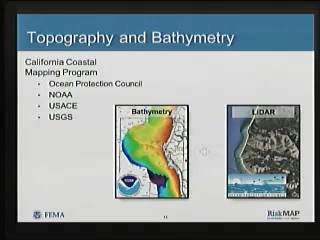 Topography and Bathymetry
California Coastal
Mapping Program
• Ocean Protection Council
• NOAA
• USACE
• USGS
Bathymetry
LIDAR
FEMA
RiskMAP